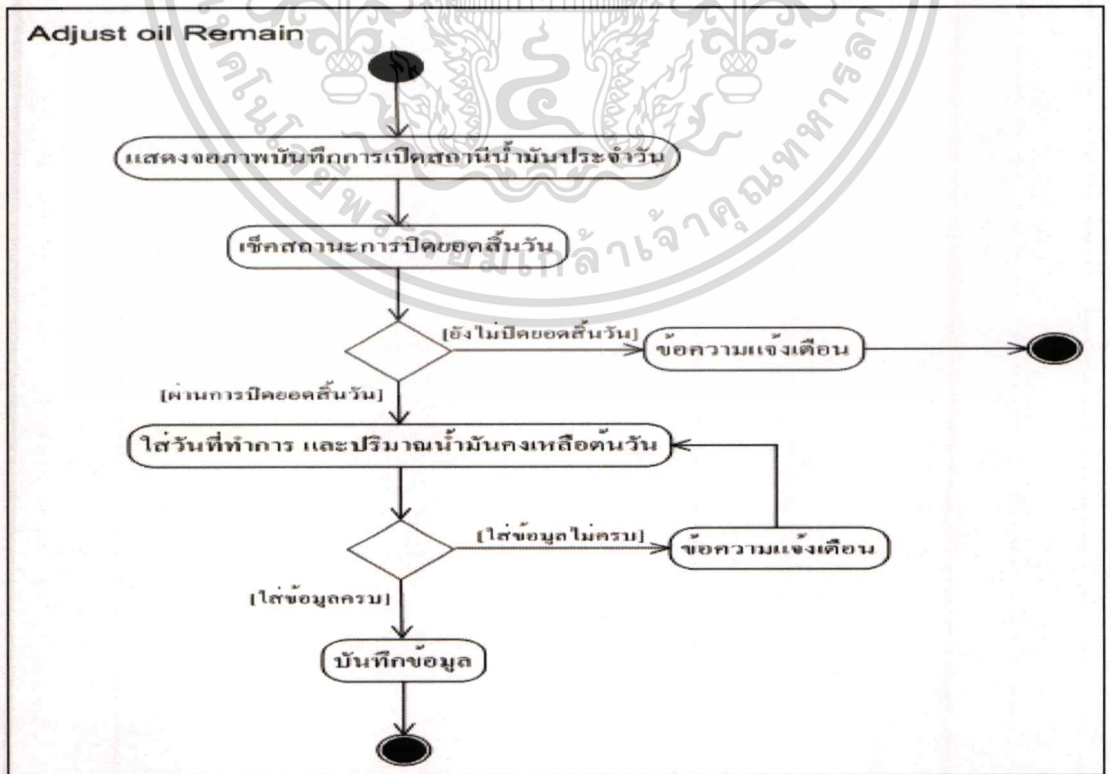 Adjust oil Remain
แสดงจอภาพบันทึกการเปิดสถานีน้ำมันประจำวัน
เช็คสถานะการปิดยอดสิ้นวัน
[ยังไม่ปิดยอดสิ้นวัน]
ข้อความแจ้งเตือน
[ผ่านการปิดยอดสิ้นวัน]
ใส่วันที่ทำการ และปริมาณน้ำมันคงเหลือต้นวัน
[ใส่ข้อมูลไม่ครบ]
ข้อความแจ้งเตือน
[ใส่ข้อมูลครบ]
บันทึกข้อมูล